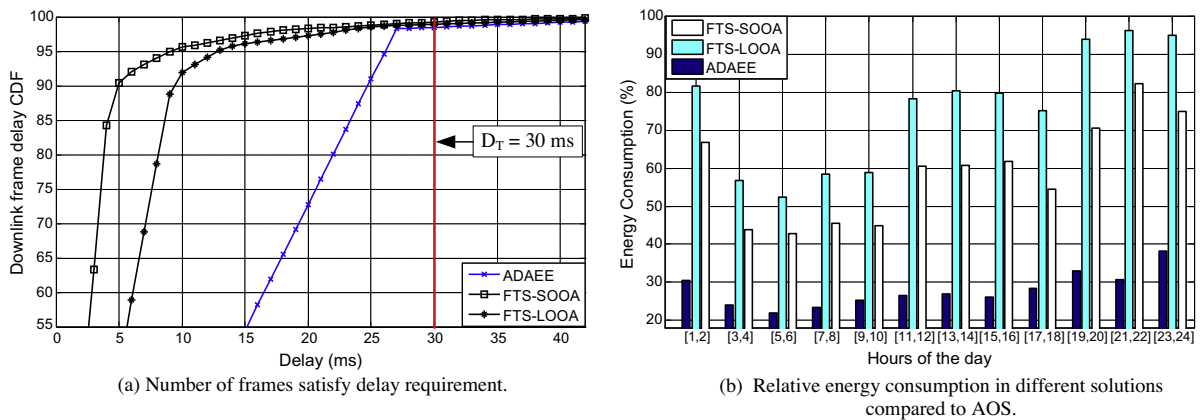 100
95
90
85
80
75
70
65
60
55
Downlink frame delay CDF
D_T = 30 ms
ADAEE
FTS-SOOA
FTS-LOOA
0 5 10 15 20 25 30 35 40
Delay (ms)
(a) Number of frames satisfy delay requirement.
100%
90
80
70
60
50
40
30
20
Energy Consumption (%)
FTS-SOOA
FTS-LOOA
ADAEE
[1,2] [3,4] [5,6] [7,8] [9,10] [11,12] [13,14] [15,16] [17,18] [19,20] [21,22] [23,24]
Hours of the day
(b) Relative energy consumption in different solutions
compared to AOS.